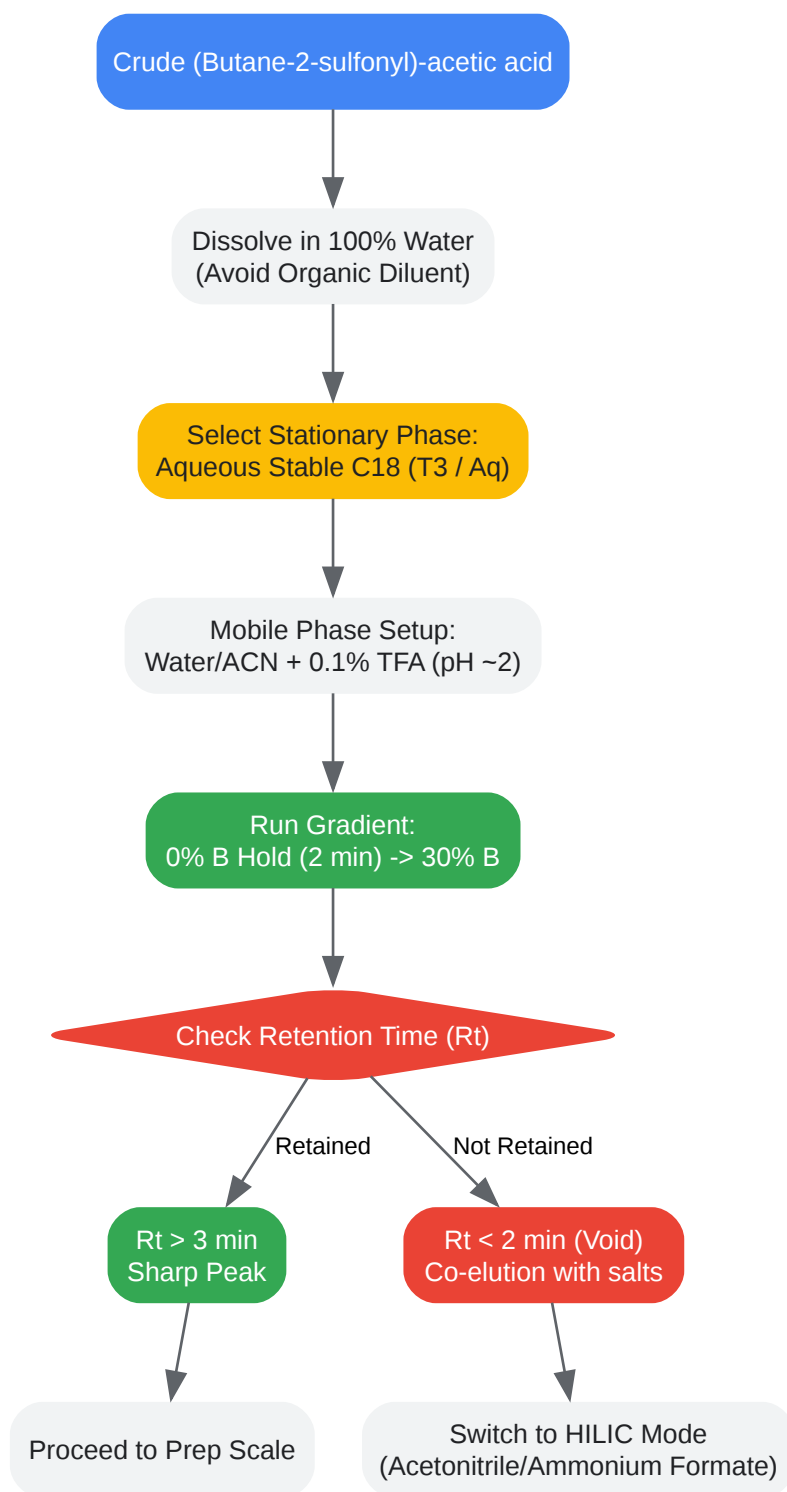 Crude (Butane-2-sulfonyl)-acetic acid
Dissolve in 100% Water
(Avoid Organic Diluent)
Select Stationary Phase:
Aqueous Stable C18 (T3 / Aq)
Mobile Phase Setup:
Water/ACN + 0.1% TFA (pH ~2)
Run Gradient:
0% B Hold (2 min) -> 30% B
Check Retention Time (Rt)
Retained
Not Retained
Rt > 3 min
Sharp Peak
Rt < 2 min (Void)
Co-elution with salts
Proceed to Prep Scale
Switch to HILIC Mode
(Acetonitrile/Ammonium Formate)